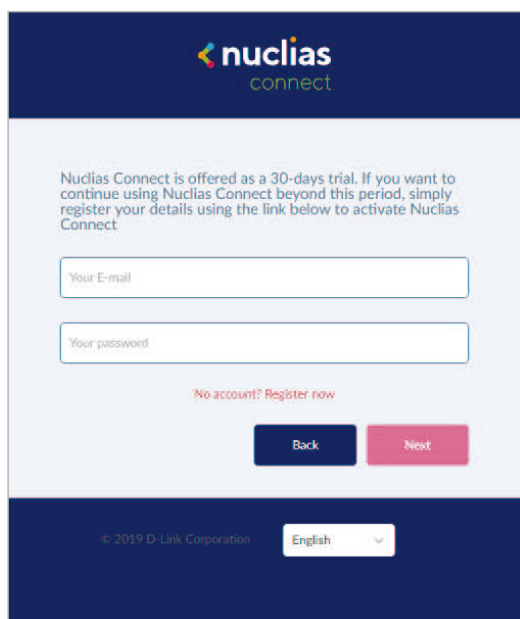 nuclias
connect
Nuclias Connect is offered as a 30-days trial. If you want to
continue using Nuclias Connect beyond this period, simply
register your details using the link below to activate Nuclias
Connect
Your E-mail
Your password
No account? Register now
Back Next
© 2019 D-Link Corporation English